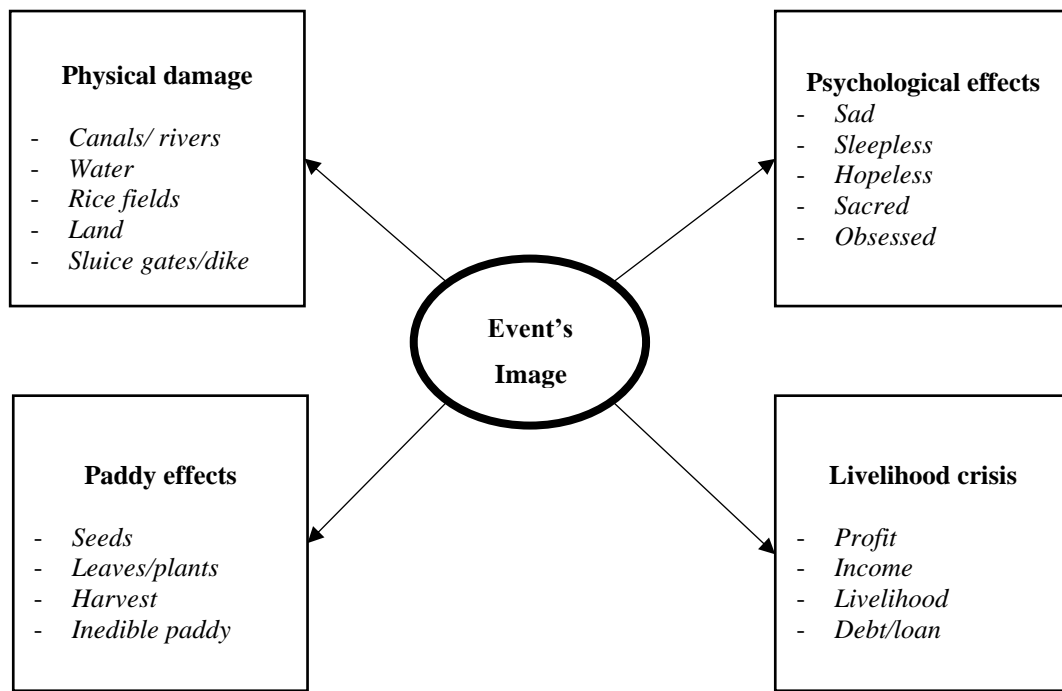 Physical damage
- Canals/ rivers
- Water
- Rice fields
- Land
- Sluice gates/dike
Psychological effects
- Sad
- Sleepless
- Hopeless
- Sacred
- Obsessed
Event’s
Image
Paddy effects
- Seeds
- Leaves/plants
- Harvest
- Inedible paddy
Livelihood crisis
- Profit
- Income
- Livelihood
- Debt/loan